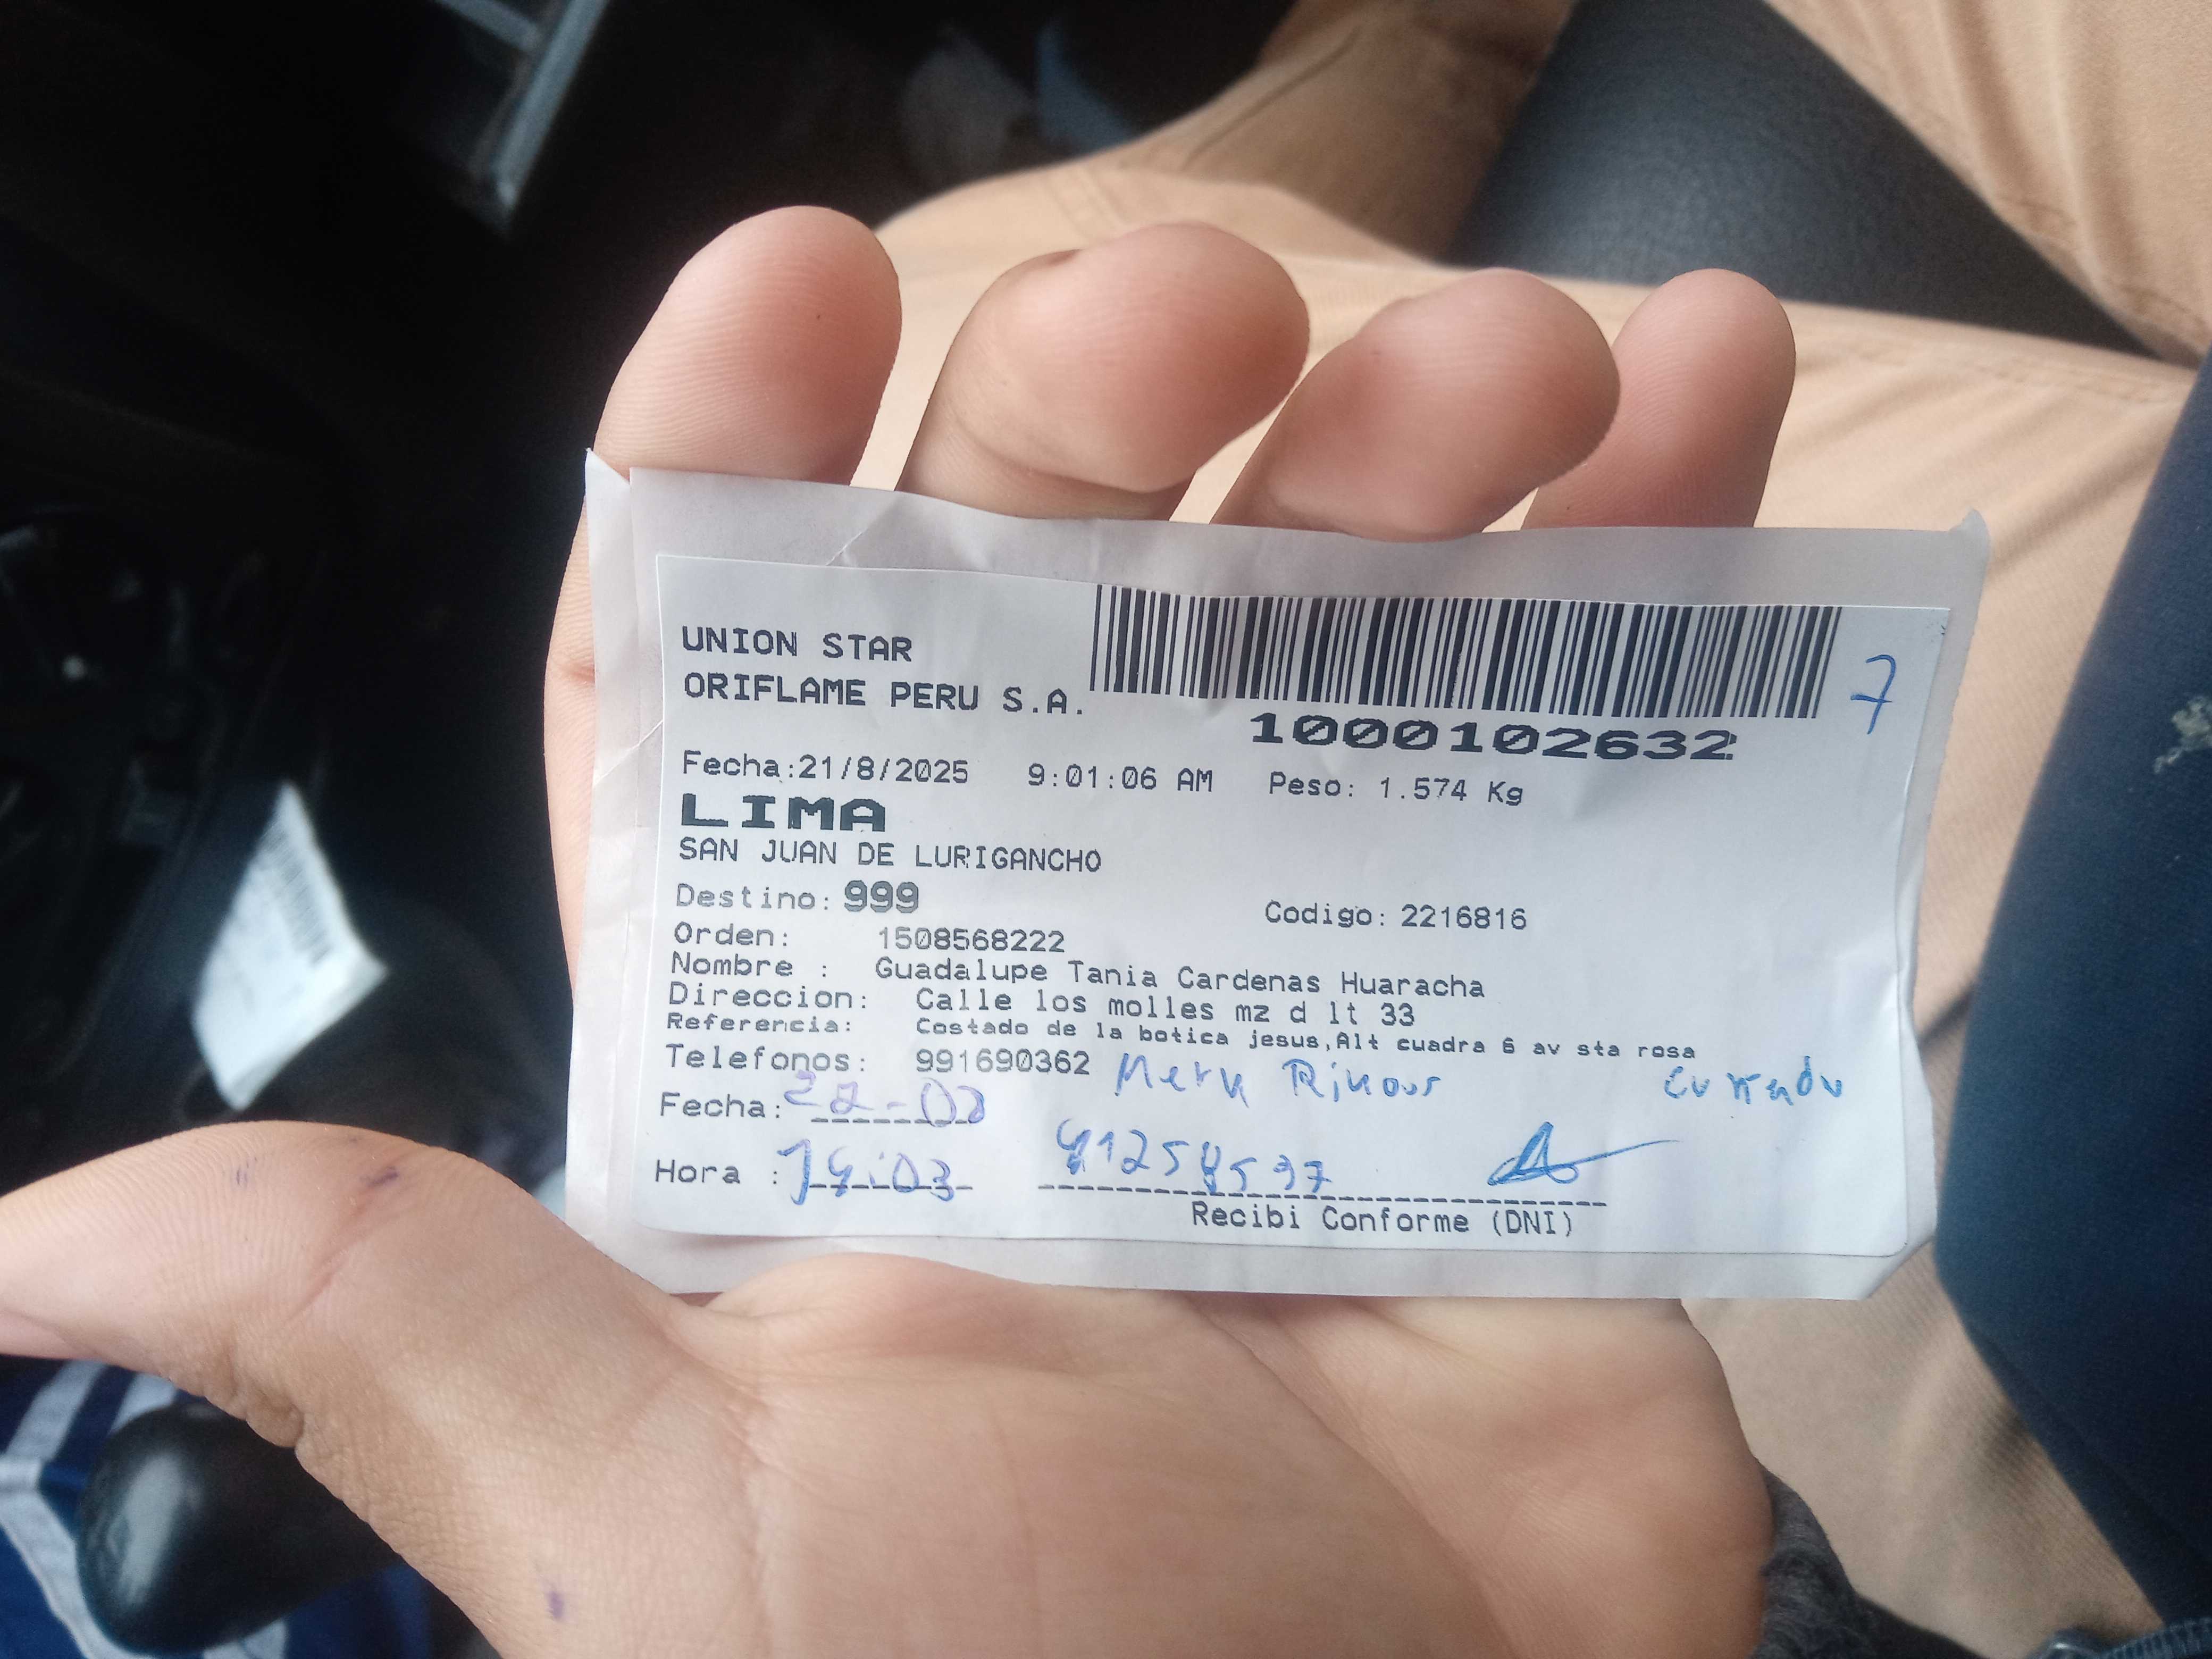 UNION STAR
ORIFLAME PERU S.A.
1000102632
7
Fecha:21/8/2025 9:01:06 AM Peso: 1.574 Kg
LIMA
SAN JUAN DE LURIGANCHO
Destino: 999 Codigo: 2216816
Orden: 1508568222
Nombre : Guadalupe Tania Cardenas Huaracha
Direccion: Calle los molles mz d lt 33
Referencia: Costado de la botica jesus,Alt cuadra 6 av sta rosa
Telefonos: 991690362
Fecha: 22-08
Hora :
Recibi Conforme (DNI)